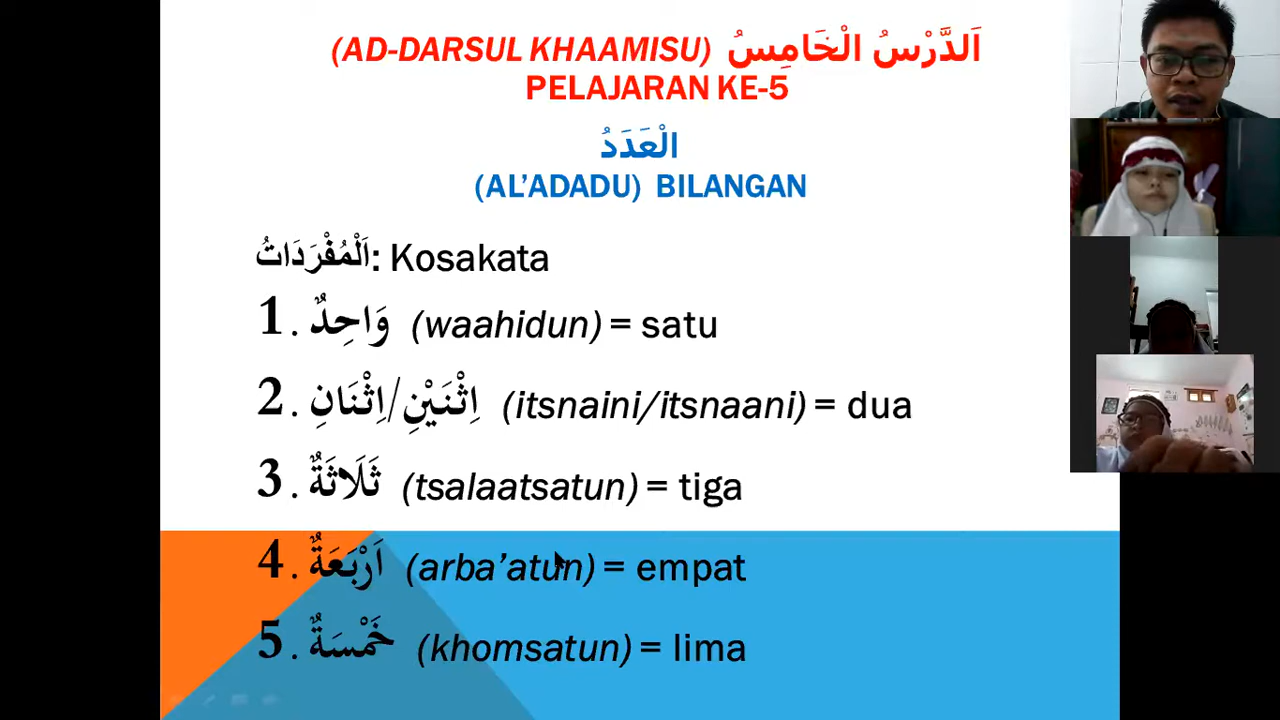 (AD-DARSUL KHAAMISU) اَلدَّرْسُ الْخَامِسُ
PELAJARAN KE-5
الْعَدَدُ
(AL’ADADU) BILANGAN
اَلْمُفْرَدَاتُ: Kosakata
1. وَاحِدٌ (waahidun) = satu
2. اِثْنَيْنِ/اِثْنَانِ (itsnaini/itsnaani) = dua
3. ثَلَاثَةٌ (tsalaatsatun) = tiga
4. اَرْبَعَةٌ (arba’atun) = empat
5. خَمْسَةٌ (khomsatun) = lima